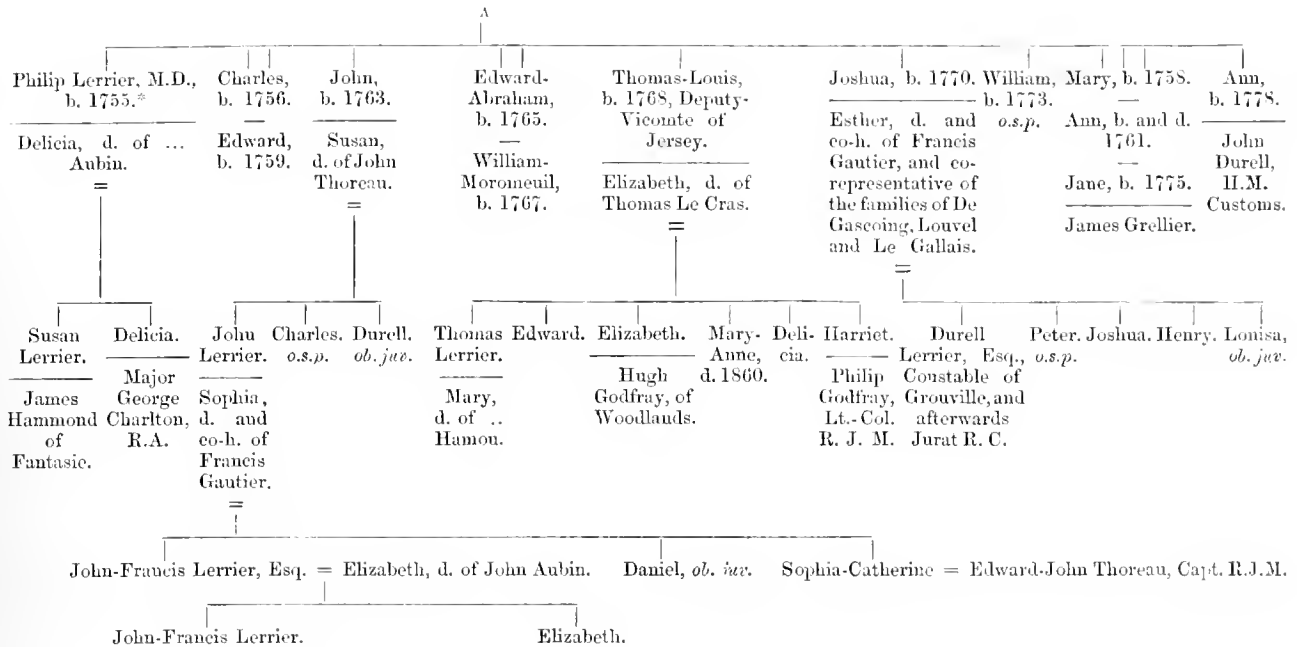 A
Philip Lerrier, M.D.,
b. 1755.*
Delicia, d. of ...
Aubin.
=
Charles,
b. 1756.
—
Edward,
b. 1759.
John,
b. 1763.
Susan,
d. of John
Thoreau.
=
Edward-
Abraham,
b. 1765.
—
William-
Moromeuil,
b. 1767.
Thomas-Louis,
b. 1768, Deputy-
Vicomte of
Jersey.
Elizabeth, d. of
Thomas Le Cras.
=
Joshua, b. 1770.
Esther, d. and
co-h. of Francis
Gautier, and co-
representative of
the families of De
Gascoing, Louvel
and Le Gallais.
=
William,
b. 1773.
o.s.p.
Mary, b. 1758.
—
Ann, b. and d.
1761.
—
Jane, b. 1775.
James Grellier.
Ann,
b. 1778.
John
Durell,
H.M.
Customs.
Susan
Lerrier.
James
Hammond
of
Fantasie.
Delicia.
Major
George
Charlton,
R.A.
John
Lerrier.
Sophia,
d. and
co-h. of
Francis
Gautier.
=
Charles.
o.s.p.
Durell.
ob. juv.
Thomas
Lerrier.
Mary,
d. of ..
Hamon.
Edward.
Elizabeth.
Hugh
Godfray, of
Woodlands.
Mary-
Anne,
d. 1860.
Deli-
cia.
Harriet.
Philip
Godfray,
Lt.-Col.
R. J. M.
Durell
Lerrier, Esq.,
Constable of
Grouville, and
afterwards
Jurat R. C.
Peter.
o.s.p.
Joshua.
Henry.
Louisa,
ob. juv.
John-Francis Lerrier, Esq. = Elizabeth, d. of John Aubin.
Daniel, ob. juv.
Sophia-Catherine = Edward-John Thoreau, Capt. R.J.M.
John-Francis Lerrier.
Elizabeth.